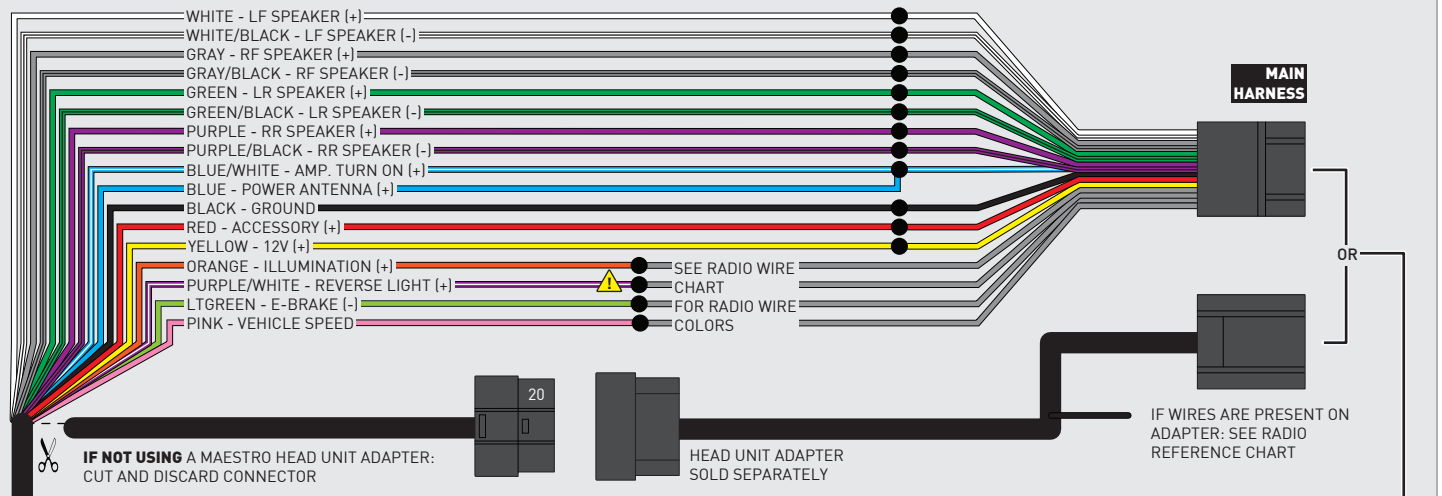 WHITE - LF SPEAKER (+)
WHITE/BLACK - LF SPEAKER (-)
GRAY - RF SPEAKER (+)
GRAY/BLACK - RF SPEAKER (-)
GREEN - LR SPEAKER (+)
GREEN/BLACK - LR SPEAKER (-)
PURPLE - RR SPEAKER (+)
PURPLE/BLACK - RR SPEAKER (-)
BLUE/WHITE - AMP. TURN ON (+)
BLUE - POWER ANTENNA (+)
BLACK - GROUND
RED - ACCESSORY (+)
YELLOW - 12V (+)
ORANGE - ILLUMINATION (+)
PURPLE/WHITE - REVERSE LIGHT (+)
LTGREEN - E-BRAKE (-)
PINK - VEHICLE SPEED
!
SEE RADIO WIRE
CHART
FOR RADIO WIRE
COLORS
MAIN
HARNESS
OR
20
IF NOT USING A MAESTRO HEAD UNIT ADAPTER:
CUT AND DISCARD CONNECTOR
HEAD UNIT ADAPTER
SOLD SEPARATELY
IF WIRES ARE PRESENT ON
ADAPTER: SEE RADIO
REFERENCE CHART